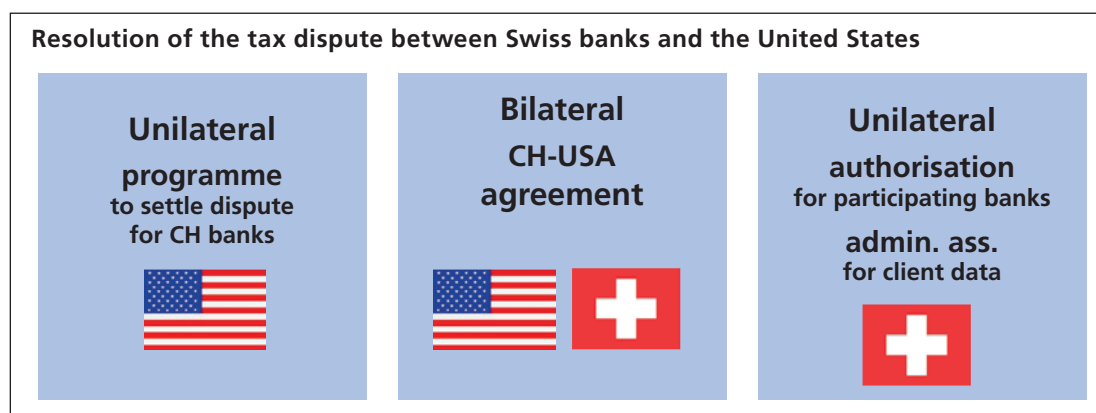 Resolution of the tax dispute between Swiss banks and the United States
Unilateral
programme
to settle dispute
for CH banks
Bilateral
CH-USA
agreement
Unilateral
authorisation
for participating banks
admin. ass.
for client data